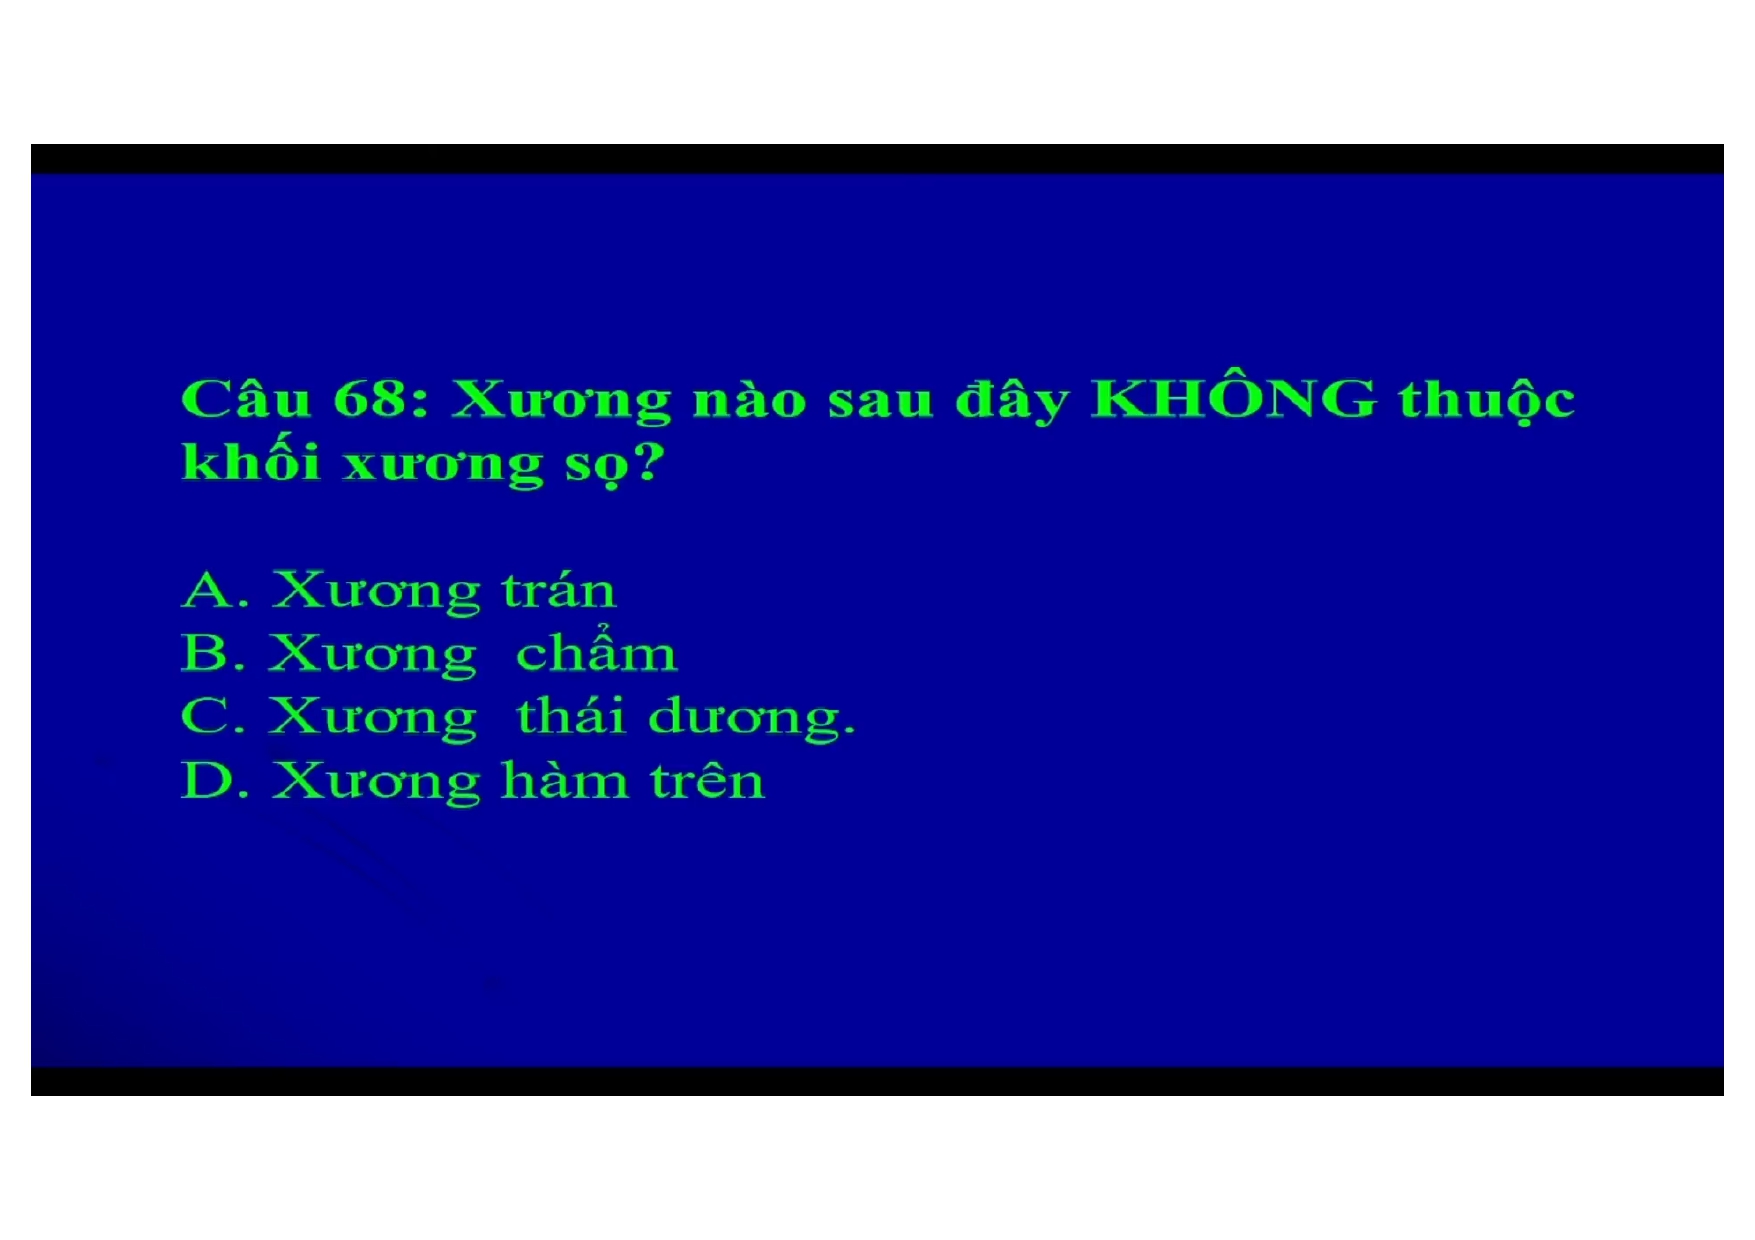 Câu 68: Xương nào sau đây KHÔNG thuộc
khối xương sọ?
A. Xương trán
B. Xương chẩm
C. Xương thái dương.
D. Xương hàm trên